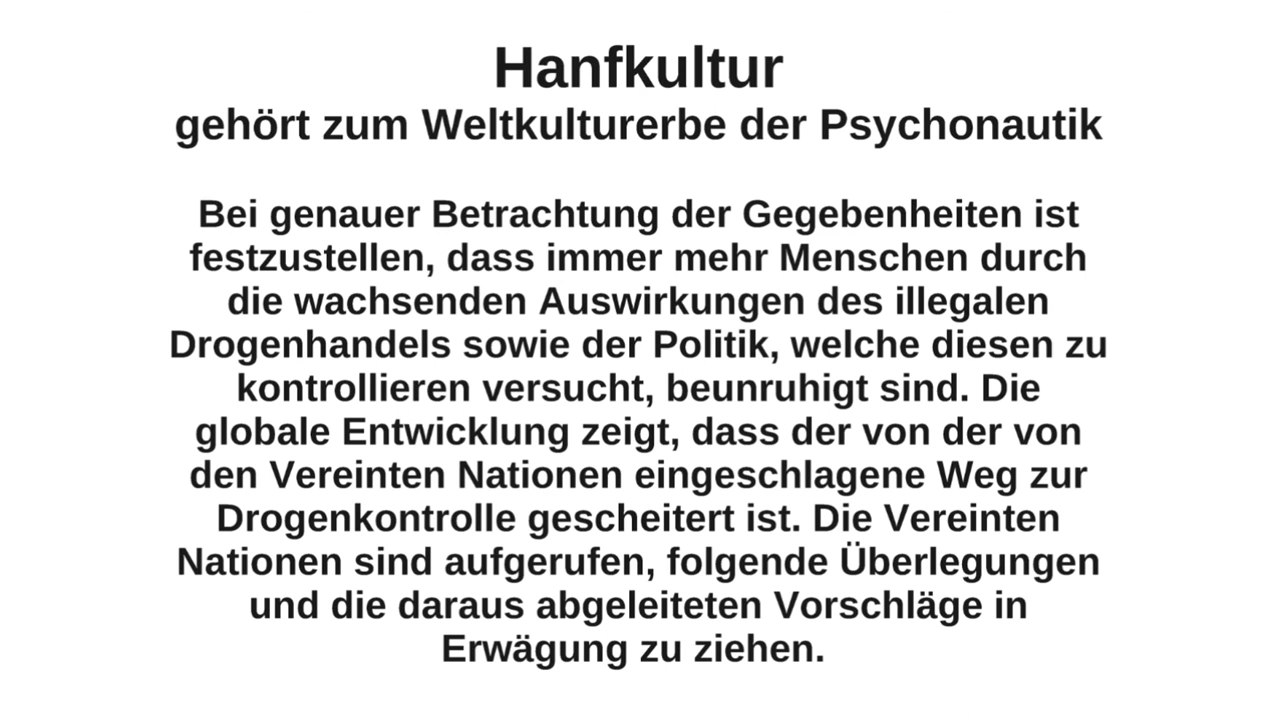 Hanfkultur
gehört zum Weltkulturerbe der Psychonautik
Bei genauer Betrachtung der Gegebenheiten ist
festzustellen, dass immer mehr Menschen durch
die wachsenden Auswirkungen des illegalen
Drogenhandels sowie der Politik, welche diesen zu
kontrollieren versucht, beunruhigt sind. Die
globale Entwicklung zeigt, dass der von der von
den Vereinten Nationen eingeschlagene Weg zur
Drogenkontrolle gescheitert ist. Die Vereinten
Nationen sind aufgerufen, folgende Überlegungen
und die daraus abgeleiteten Vorschläge in
Erwägung zu ziehen.